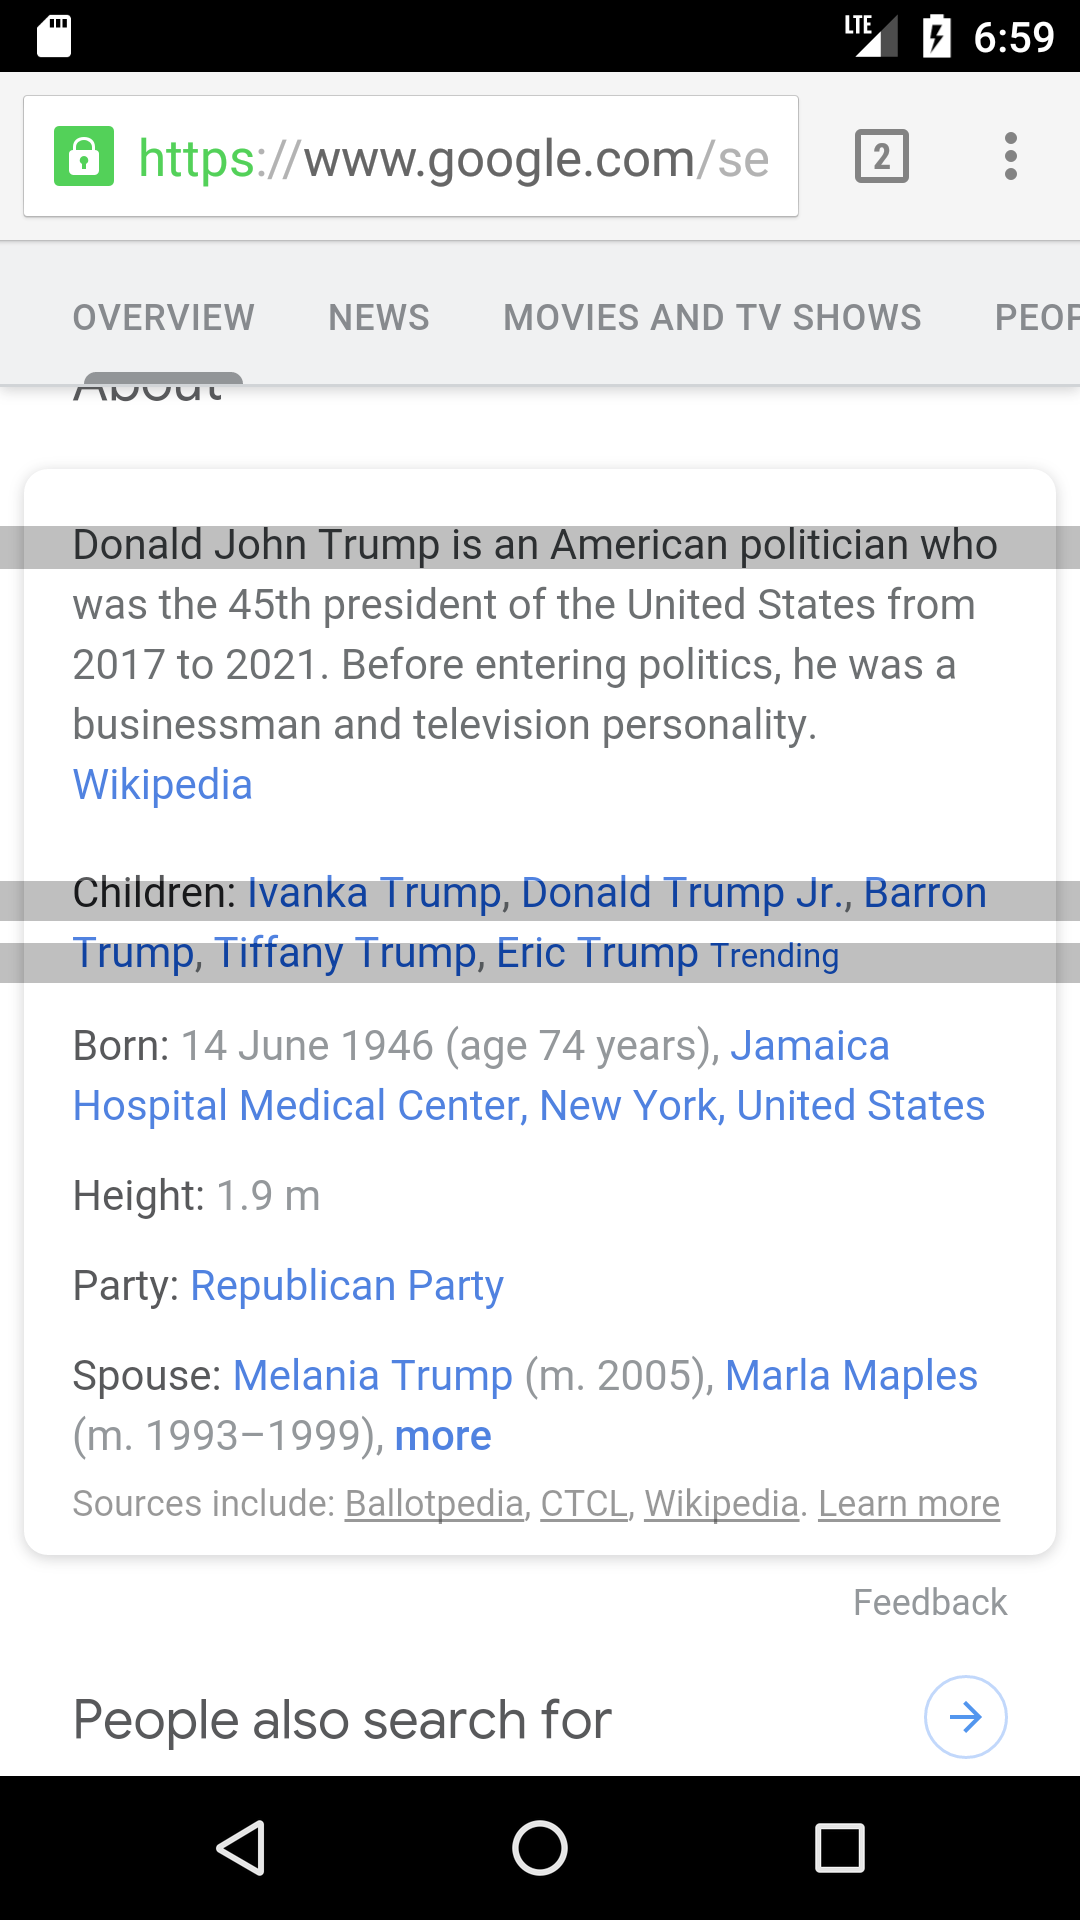 LTE 6:59
https://www.google.com/se 2
OVERVIEW NEWS MOVIES AND TV SHOWS PEOP
About
Donald John Trump is an American politician who
was the 45th president of the United States from
2017 to 2021. Before entering politics, he was a
businessman and television personality.
Wikipedia
Children: Ivanka Trump, Donald Trump Jr., Barron
Trump, Tiffany Trump, Eric Trump Trending
Born: 14 June 1946 (age 74 years), Jamaica
Hospital Medical Center, New York, United States
Height: 1.9 m
Party: Republican Party
Spouse: Melania Trump (m. 2005), Marla Maples
(m. 1993–1999), more
Sources include: Ballotpedia, CTCL, Wikipedia. Learn more
Feedback
People also search for